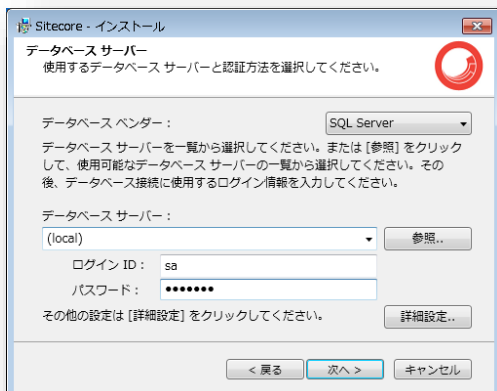 Sitecore - インストール
データベース サーバー
使用するデータベース サーバーと認証方法を選択してください。
データベース ベンダー： SQL Server
データベース サーバーを一覧から選択してください。または [参照] をクリック
して、使用可能なデータベース サーバーの一覧から選択してください。その
後、データベース接続に使用するログイン情報を入力してください。
データベース サーバー：
(local) 参照..
ログイン ID： sa
パスワード： •••••••
その他の設定は [詳細設定] をクリックしてください。 詳細設定..
< 戻る 次へ > キャンセル